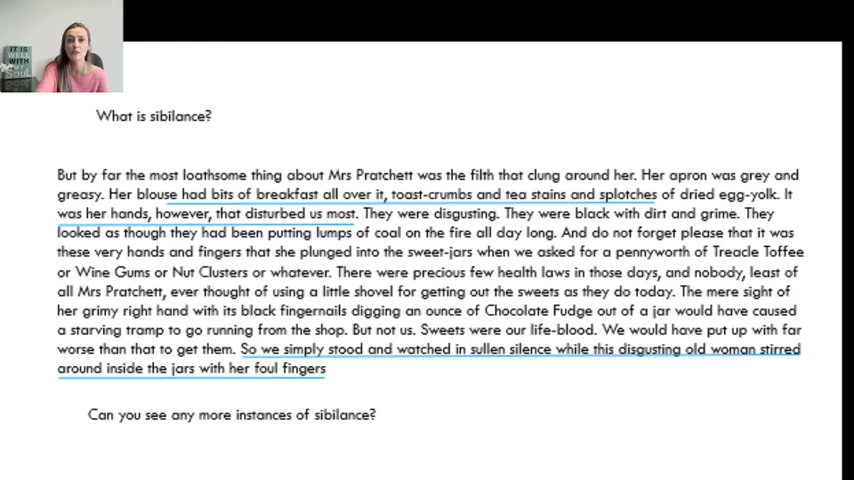 IT IS
WELL
WITH
MY
SOUL
What is sibilance?
But by far the most loathsome thing about Mrs Pratchett was the filth that clung around her. Her apron was grey and
greasy. Her blouse had bits of breakfast all over it, toast-crumbs and tea stains and splotches of dried egg-yolk. It
was her hands, however, that disturbed us most. They were disgusting. They were black with dirt and grime. They
looked as though they had been putting lumps of coal on the fire all day long. And do not forget please that it was
these very hands and fingers that she plunged into the sweet-jars when we asked for a pennyworth of Treacle Toffee
or Wine Gums or Nut Clusters or whatever. There were precious few health laws in those days, and nobody, least of
all Mrs Pratchett, ever thought of using a little shovel for getting out the sweets as they do today. The mere sight of
her grimy right hand with its black fingernails digging an ounce of Chocolate Fudge out of a jar would have caused
a starving tramp to go running from the shop. But not us. Sweets were our life-blood. We would have put up with far
worse than that to get them. So we simply stood and watched in sullen silence while this disgusting old woman stirred
around inside the jars with her foul fingers
Can you see any more instances of sibilance?